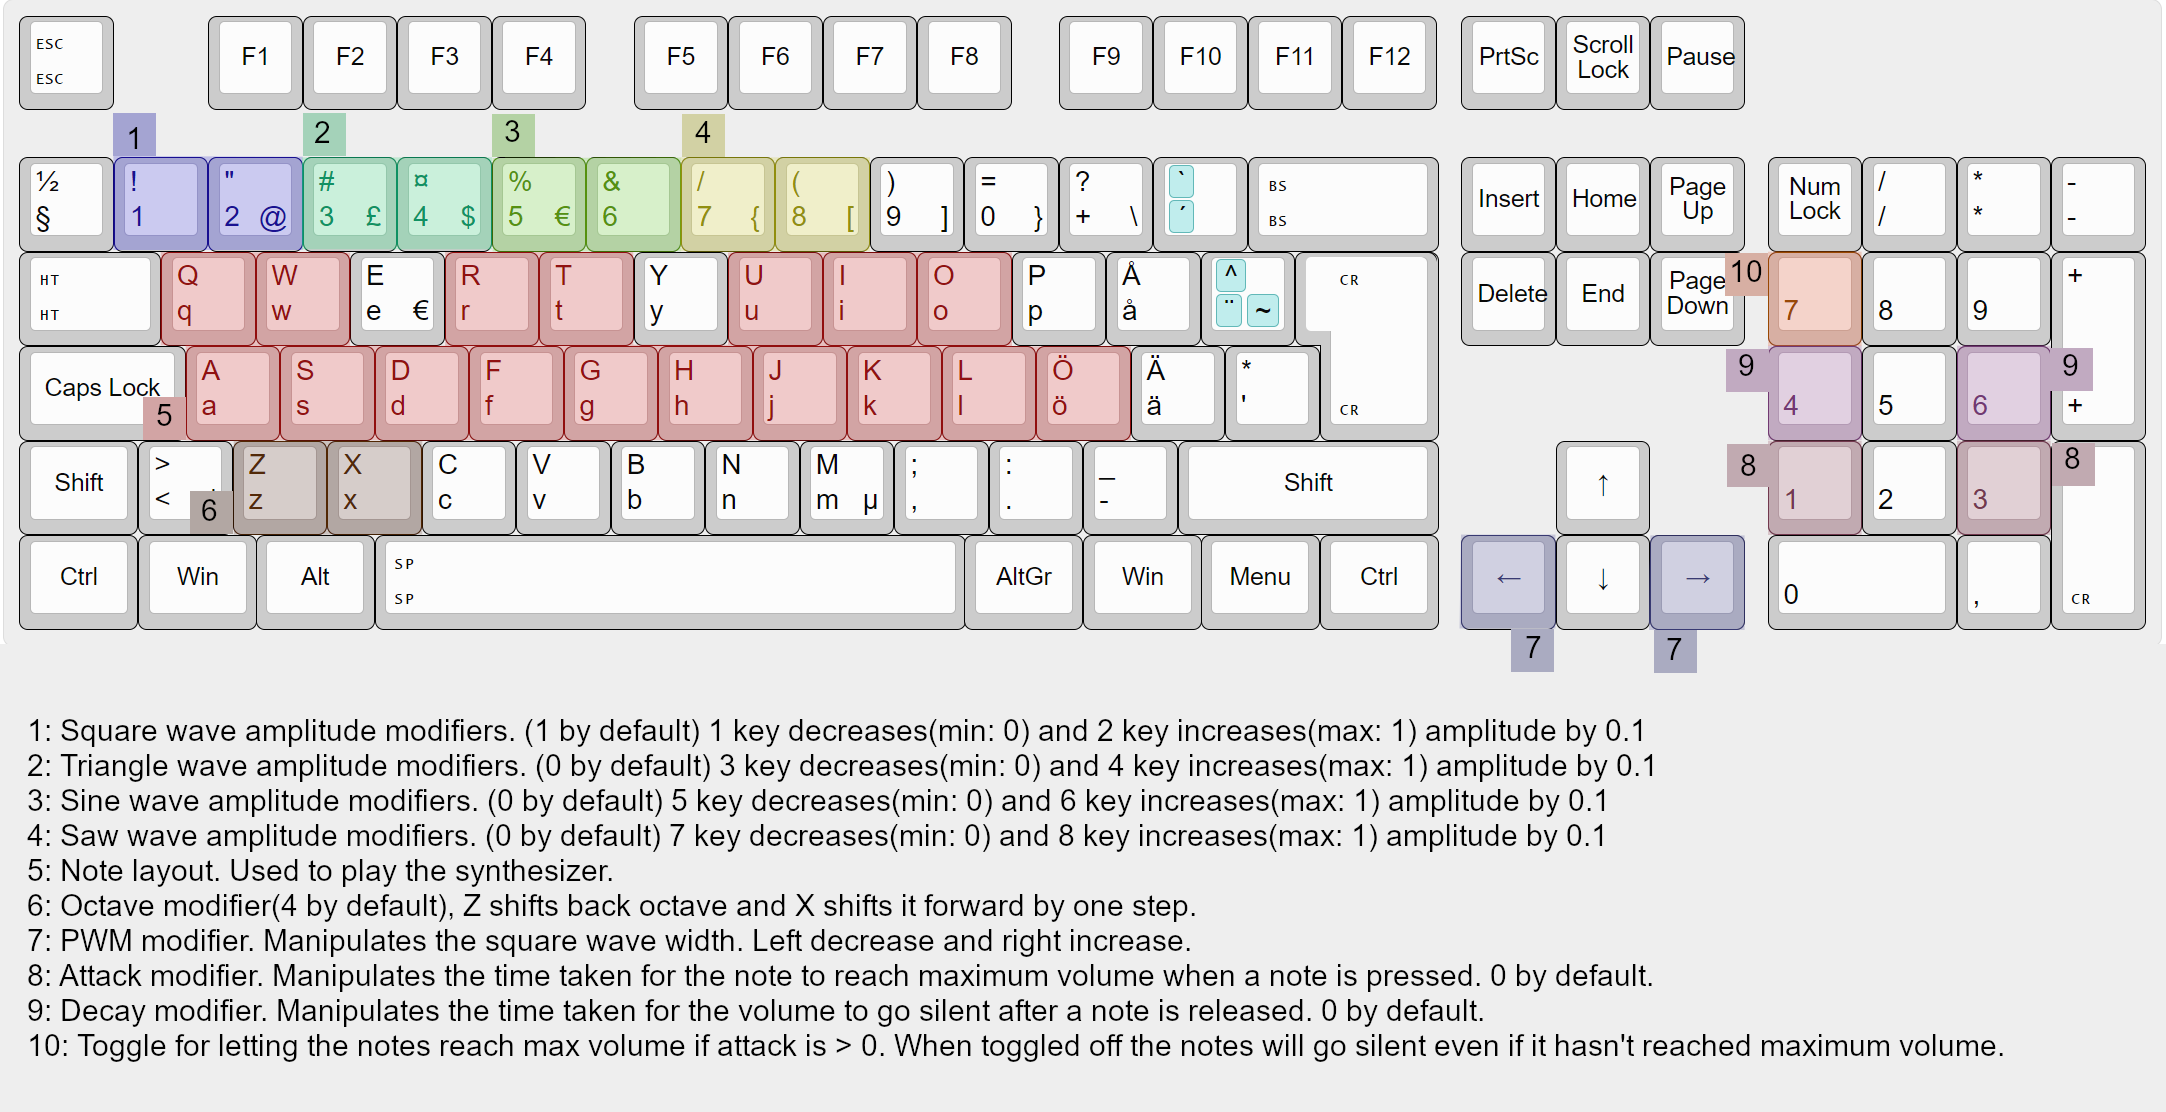 ESC F1 F2 F3 F4 F5 F6 F7 F8 F9 F10 F11 F12 PrtSc Scroll Lock Pause
ESC
1 2 3 4
½ ! " # ¤ % & / ( ) = ? ` BS Insert Home Page Up Num Lock / * -
§ 1 2 @ 3 £ 4 $ 5 € 6 7 { 8 [ 9 ] 0 } + \ ´ BS / * -
HT Q W E R T Y U I O P Å ^ CR Delete End Page Down 10 7 8 9 +
HT q w e € r t y u i o p å ¨ ~
Caps Lock A S D F G H J K L Ö Ä * 9 4 5 6 9
5 a s d f g h j k l ö ä ' CR +
Shift > Z X C V B N M ; : _ Shift ↑ 8 1 2 3 8
< 6 z x c v b n m µ , . -
Ctrl Win Alt SP AltGr Win Menu Ctrl ← ↓ → 0 , CR
SP
7 7
1: Square wave amplitude modifiers. (1 by default) 1 key decreases(min: 0) and 2 key increases(max: 1) amplitude by 0.1
2: Triangle wave amplitude modifiers. (0 by default) 3 key decreases(min: 0) and 4 key increases(max: 1) amplitude by 0.1
3: Sine wave amplitude modifiers. (0 by default) 5 key decreases(min: 0) and 6 key increases(max: 1) amplitude by 0.1
4: Saw wave amplitude modifiers. (0 by default) 7 key decreases(min: 0) and 8 key increases(max: 1) amplitude by 0.1
5: Note layout. Used to play the synthesizer.
6: Octave modifier(4 by default), Z shifts back octave and X shifts it forward by one step.
7: PWM modifier. Manipulates the square wave width. Left decrease and right increase.
8: Attack modifier. Manipulates the time taken for the note to reach maximum volume when a note is pressed. 0 by default.
9: Decay modifier. Manipulates the time taken for the volume to go silent after a note is released. 0 by default.
10: Toggle for letting the notes reach max volume if attack is > 0. When toggled off the notes will go silent even if it hasn't reached maximum volume.